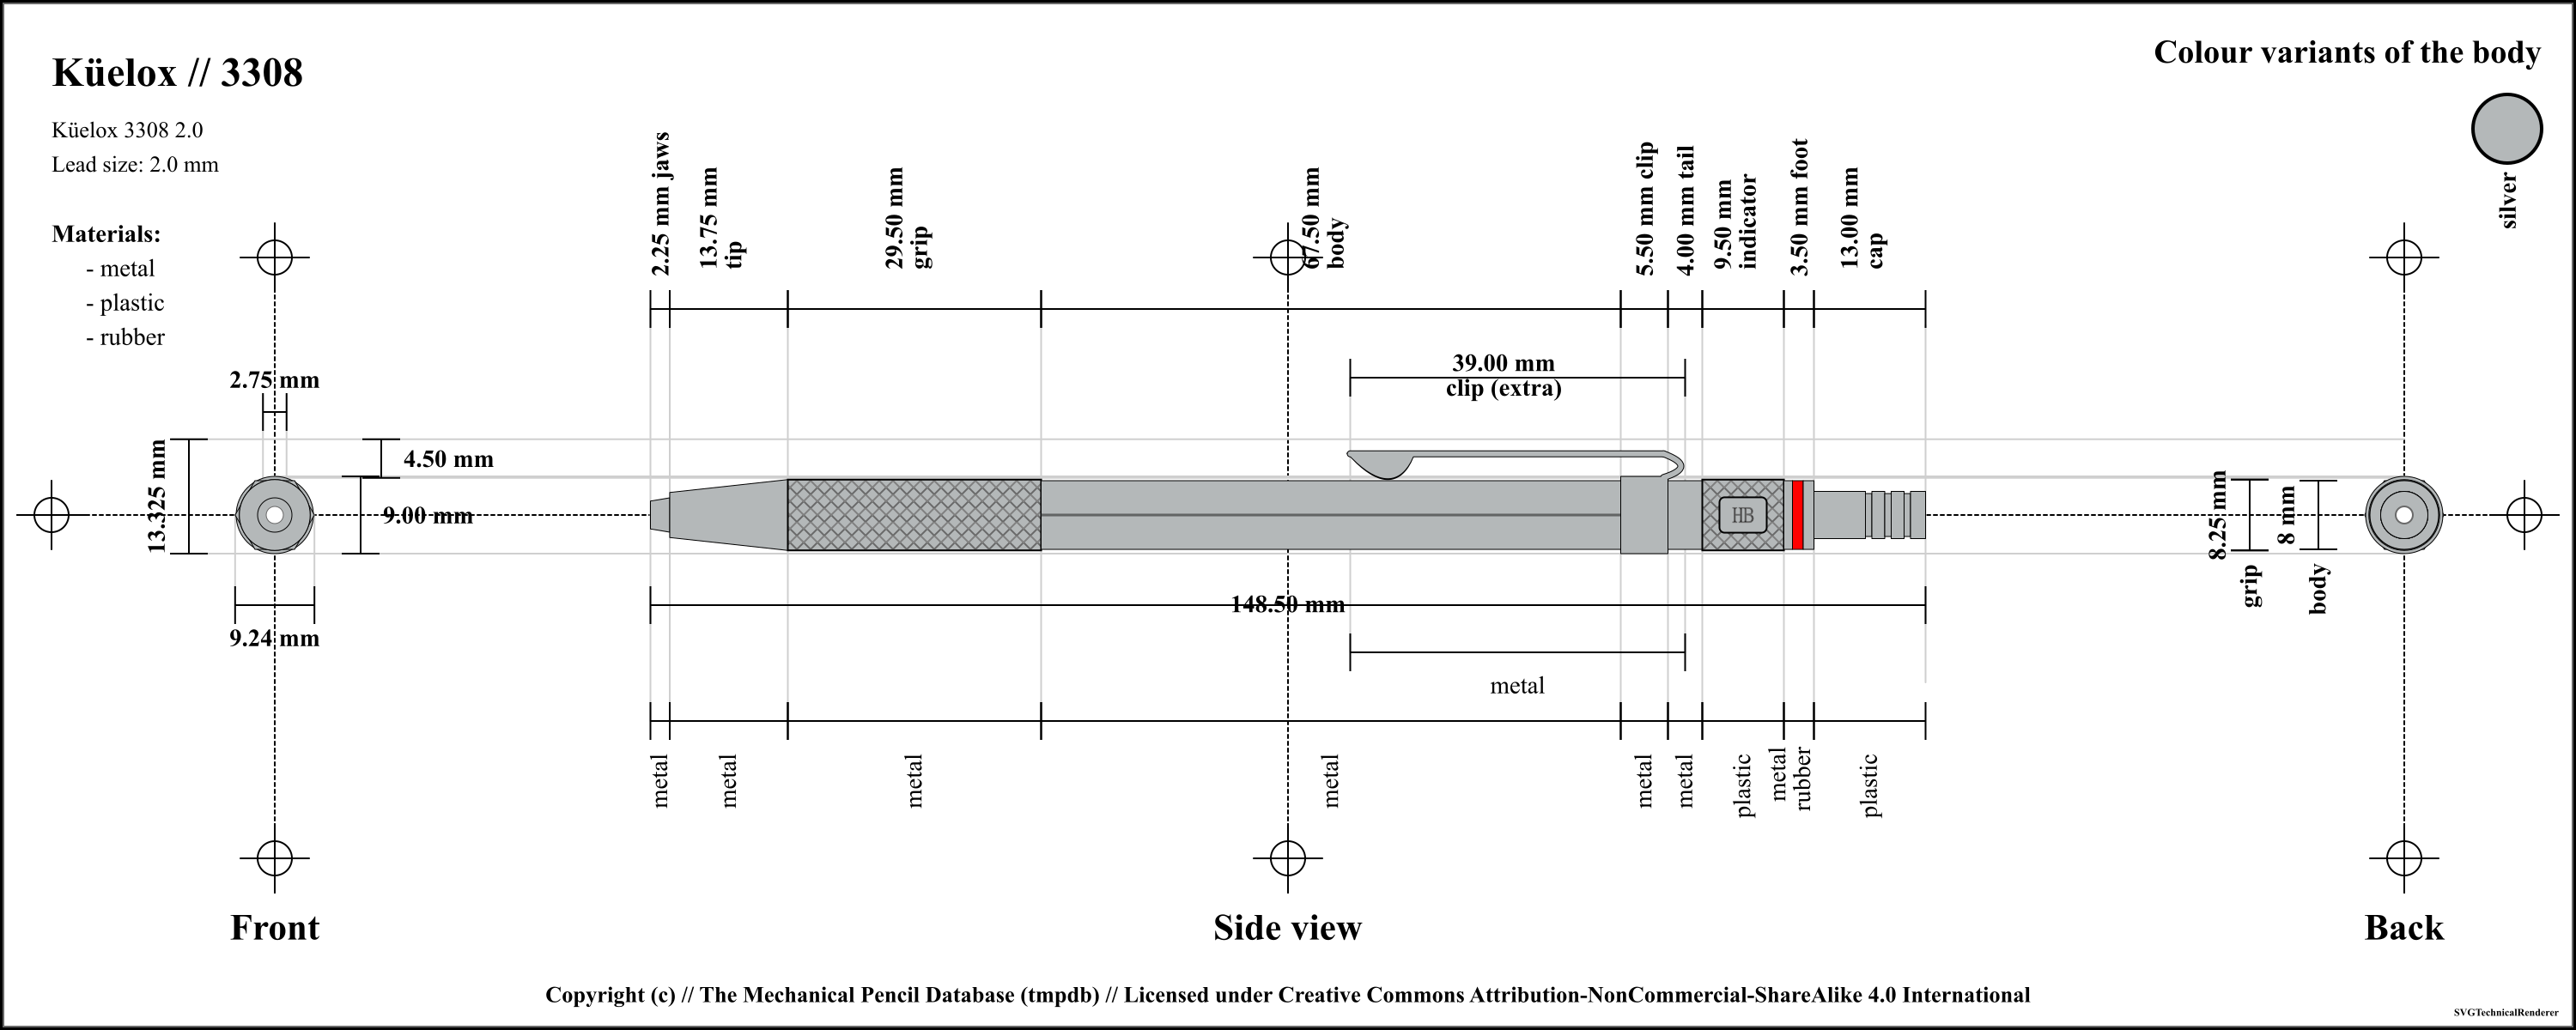 Küelox // 3308
Colour variants of the body
Küelox 3308 2.0
Lead size: 2.0 mm
silver
Materials:
- metal
- plastic
- rubber
2.25 mm jaws
13.75 mm
tip
29.50 mm
grip
67.50 mm
body
5.50 mm clip
4.00 mm tail
9.50 mm
indicator
3.50 mm foot
13.00 mm
cap
39.00 mm
clip (extra)
2.75 mm
13.325 mm
4.50 mm
9.00 mm
9.24 mm
HB
148.50 mm
8.25 mm
grip
8 mm
body
metal
metal
metal
metal
metal
metal
metal
plastic
metal
rubber
plastic
Front
Side view
Back
Copyright (c) // The Mechanical Pencil Database (tmpdb) // Licensed under Creative Commons Attribution-NonCommercial-ShareAlike 4.0 International
SVGTechnicalRenderer